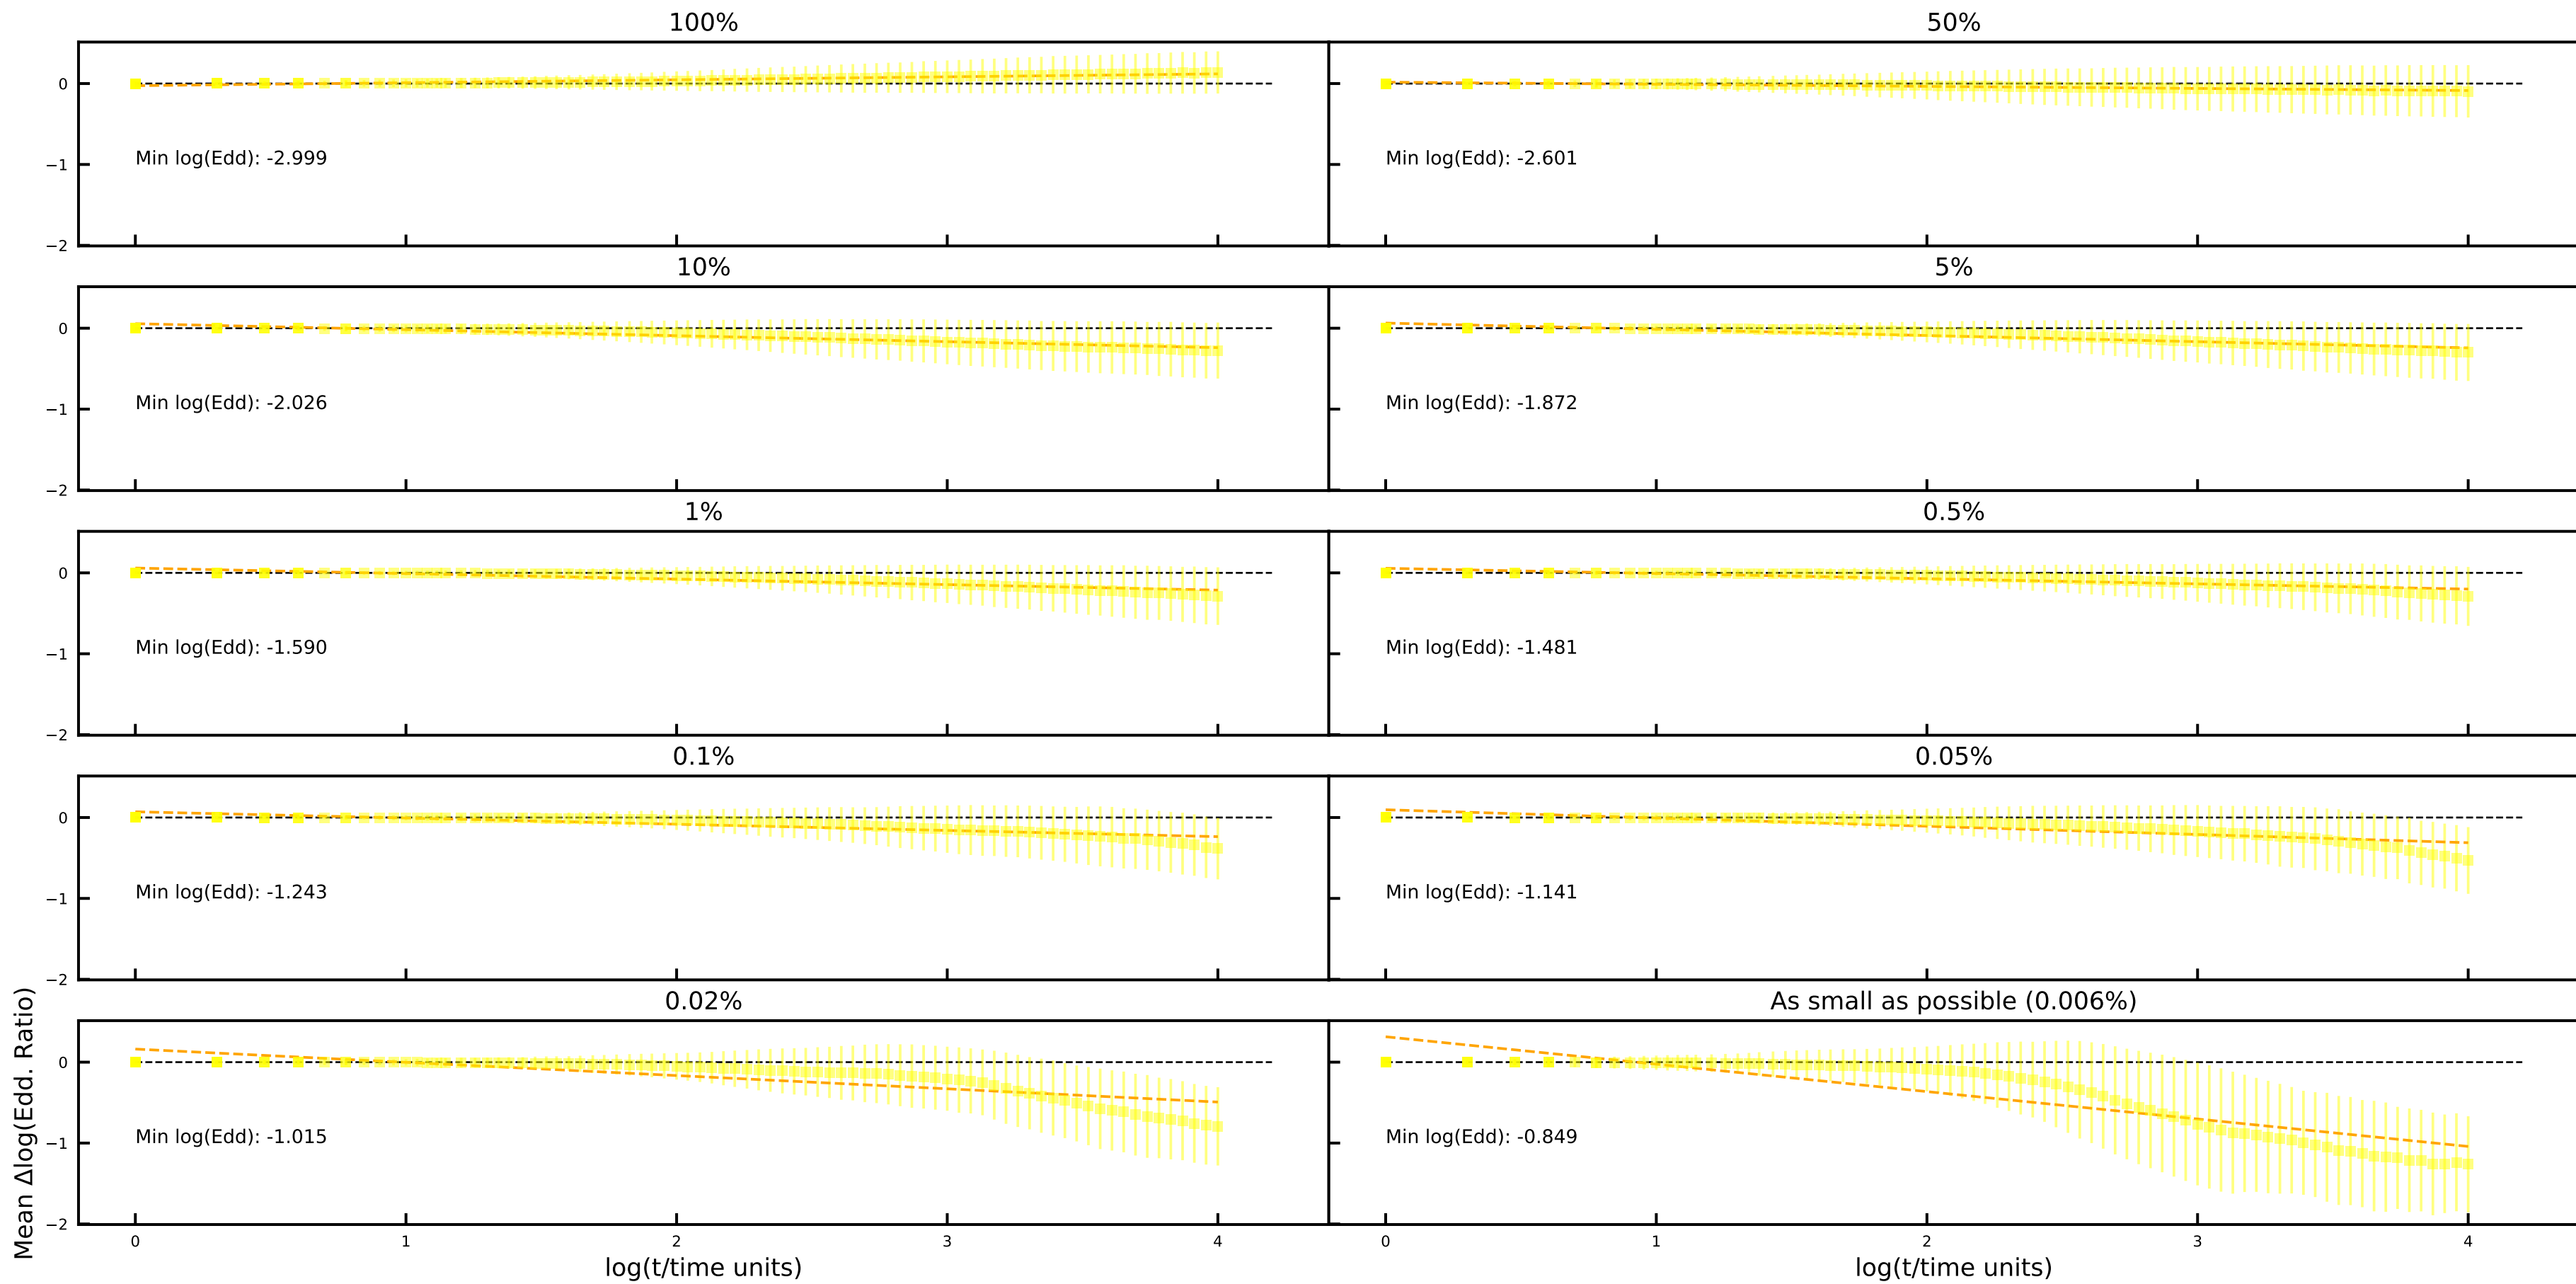 100%
50%
0
−1
−2
Min log(Edd): -2.999
Min log(Edd): -2.601
10%
5%
0
−1
−2
Min log(Edd): -2.026
Min log(Edd): -1.872
1%
0.5%
0
−1
−2
Min log(Edd): -1.590
Min log(Edd): -1.481
0.1%
0.05%
0
−1
−2
Min log(Edd): -1.243
Min log(Edd): -1.141
0.02%
As small as possible (0.006%)
0
−1
−2
Min log(Edd): -1.015
Min log(Edd): -0.849
Mean Δlog(Edd. Ratio)
0 1 2 3 4
0 1 2 3 4
log(t/time units)
log(t/time units)